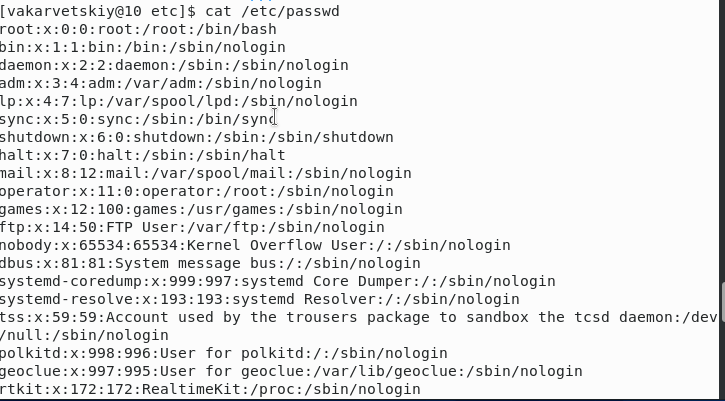 [vakarvetskiy@10 etc]$ cat /etc/passwd
root:x:0:0:root:/root:/bin/bash
bin:x:1:1:bin:/bin:/sbin/nologin
daemon:x:2:2:daemon:/sbin:/sbin/nologin
adm:x:3:4:adm:/var/adm:/sbin/nologin
lp:x:4:7:lp:/var/spool/lpd:/sbin/nologin
sync:x:5:0:sync:/sbin:/bin/sync
shutdown:x:6:0:shutdown:/sbin:/sbin/shutdown
halt:x:7:0:halt:/sbin:/sbin/halt
mail:x:8:12:mail:/var/spool/mail:/sbin/nologin
operator:x:11:0:operator:/root:/sbin/nologin
games:x:12:100:games:/usr/games:/sbin/nologin
ftp:x:14:50:FTP User:/var/ftp:/sbin/nologin
nobody:x:65534:65534:Kernel Overflow User:/:/sbin/nologin
dbus:x:81:81:System message bus:/:/sbin/nologin
systemd-coredump:x:999:997:systemd Core Dumper:/:/sbin/nologin
systemd-resolve:x:193:193:systemd Resolver:/:/sbin/nologin
tss:x:59:59:Account used by the trousers package to sandbox the tcsd daemon:/dev
/null:/sbin/nologin
polkitd:x:998:996:User for polkitd:/:/sbin/nologin
geoclue:x:997:995:User for geoclue:/var/lib/geoclue:/sbin/nologin
rtkit:x:172:172:RealtimeKit:/proc:/sbin/nologin